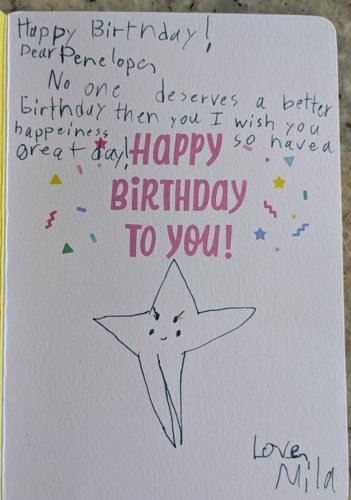 Happy Birthday!
Dear Penelope,
No one deserves a better
birthday then you I wish you
happeiness so have a
great day!
HAPPY
BIRTHDAY
TO YOU!
Love,
Mila